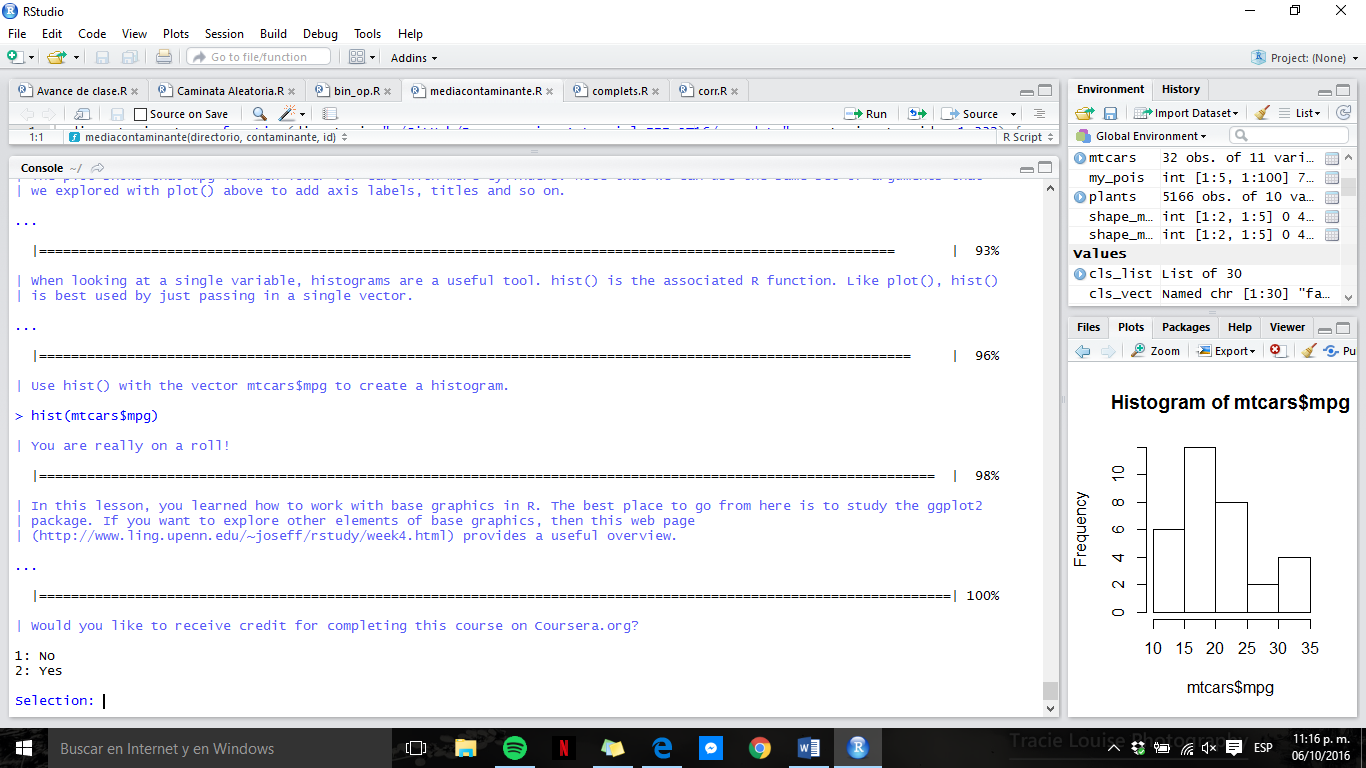 RStudio
File Edit Code View Plots Session Build Debug Tools Help
Go to file/function Addins Project: (None)
Avance de clase.R Caminata Aleatoria.R bin_op.R mediacontaminante.R complets.R corr.R
Source on Save Run Source
1:1 mediacontaminante(directorio, contaminante, id) R Script
Console ~/
| we explored with plot() above to add axis labels, titles and so on.
...
|=================================================================| 93%
| When looking at a single variable, histograms are a useful tool. hist() is the associated R function. Like plot(), hist()
| is best used by just passing in a single vector.
...
|===================================================================| 96%
| Use hist() with the vector mtcars$mpg to create a histogram.
> hist(mtcars$mpg)
| You are really on a roll!
|=====================================================================| 98%
| In this lesson, you learned how to work with base graphics in R. The best place to go from here is to study the ggplot2
| package. If you want to explore other elements of base graphics, then this web page
| (http://www.ling.upenn.edu/~joseff/rstudy/week4.html) provides a useful overview.
...
|======================================================================| 100%
| Would you like to receive credit for completing this course on Coursera.org?
1: No
2: Yes
Selection:
Environment History
Import Dataset List
Global Environment
mtcars 32 obs. of 11 vari...
my_pois int [1:5, 1:100] 7...
plants 5166 obs. of 10 va...
shape_m... int [1:2, 1:5] 0 4...
shape_m... int [1:2, 1:5] 0 4...
Values
cls_list List of 30
cls_vect Named chr [1:30] "fa...
Files Plots Packages Help Viewer
Zoom Export Pu
Histogram of mtcars$mpg
Frequency
10
8
6
4
2
0
10 15 20 25 30 35
mtcars$mpg
Buscar en Internet y en Windows
Tracie Louise Photography
ESP
11:16 p. m.
06/10/2016